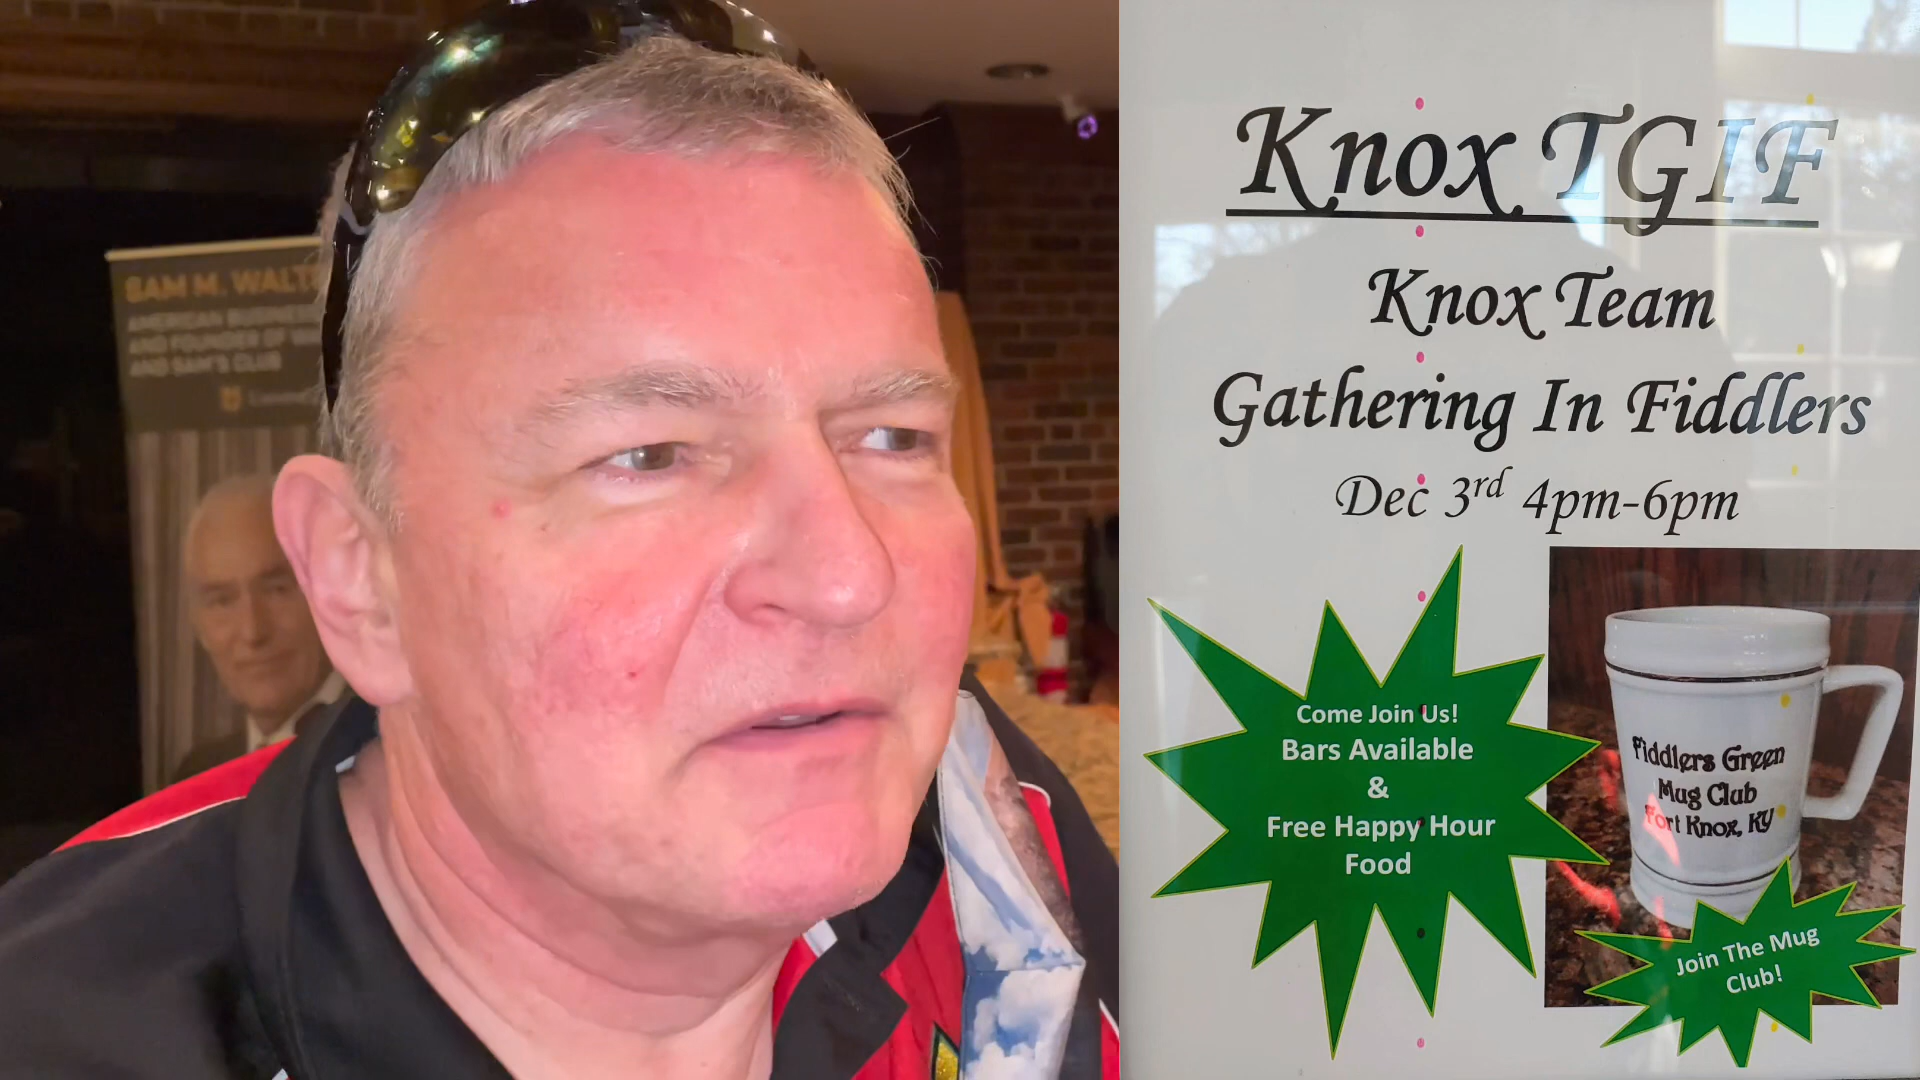 SAM M. WALT
AMERICAN BUSINES
AND FOUNDER OF WA
AND SAM'S CLUB
Knox TGIF
Knox Team
Gathering In Fiddlers
Dec 3rd 4pm-6pm
Come Join Us!
Bars Available
&
Free Happy Hour
Food
Fiddlers Green
Mug Club
Fort Knox, KY
Join The Mug
Club!